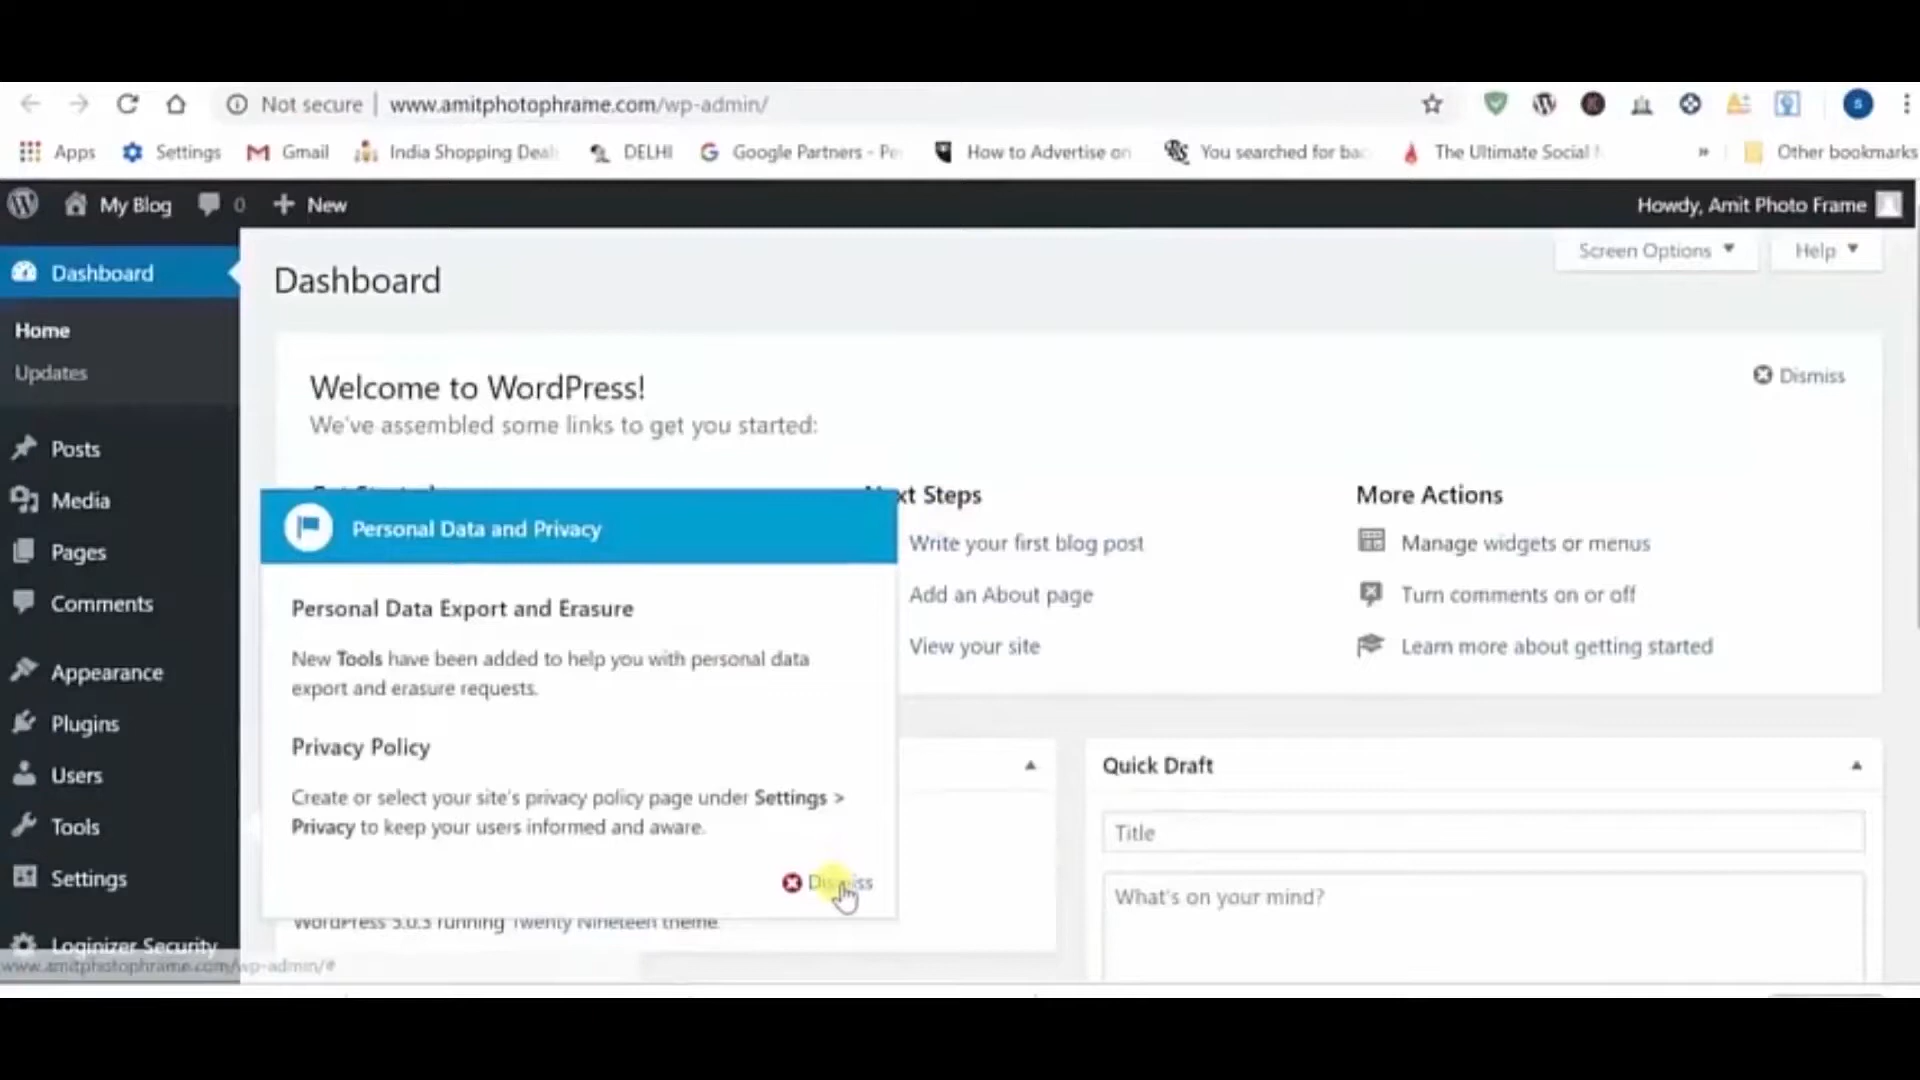 Not secure | www.amitphotophrame.com/wp-admin/
S
Apps Settings Gmail India Shopping Deal DELHI Google Partners - Pe How to Advertise on You searched for bac The Ultimate Social » Other bookmarks
My Blog 0 + New Howdy, Amit Photo Frame
Screen Options Help
Dashboard
Dashboard
Home
Updates
Posts
Media
Pages
Comments
Appearance
Plugins
Users
Tools
Settings
Loginizer Security
www.amitphotophrame.com/wp-admin/#
Welcome to WordPress!
Dismiss
We've assembled some links to get you started:
Next Steps
Write your first blog post
Add an About page
View your site
More Actions
Manage widgets or menus
Turn comments on or off
Learn more about getting started
Personal Data and Privacy
Personal Data Export and Erasure
New Tools have been added to help you with personal data
export and erasure requests.
Privacy Policy
Create or select your site's privacy policy page under Settings >
Privacy to keep your users informed and aware.
Dismiss
WordPress 5.0.3 running Twenty Nineteen theme.
Quick Draft
Title
What's on your mind?